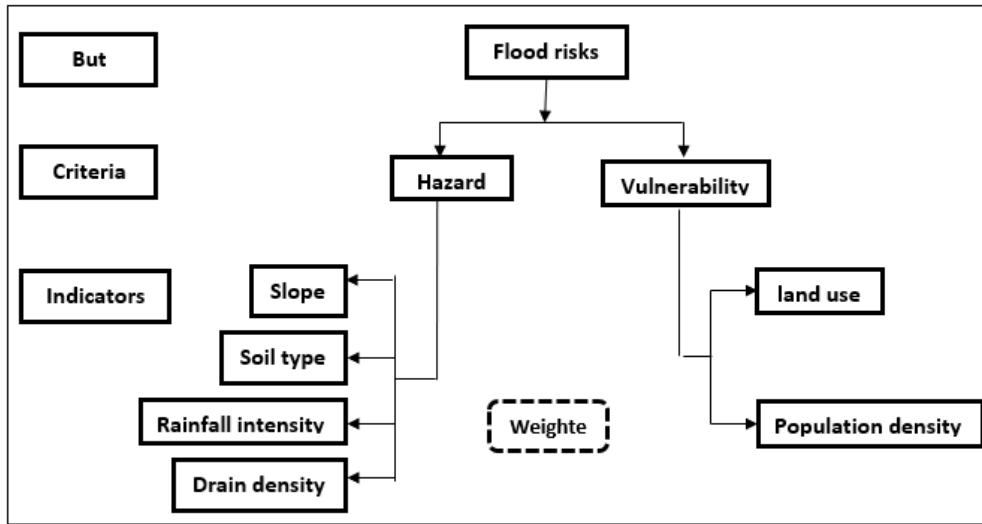 But
Flood risks
Criteria
Hazard
Vulnerability
Indicators
Slope
land use
Soil type
Rainfall intensity
Weighte
Population density
Drain density